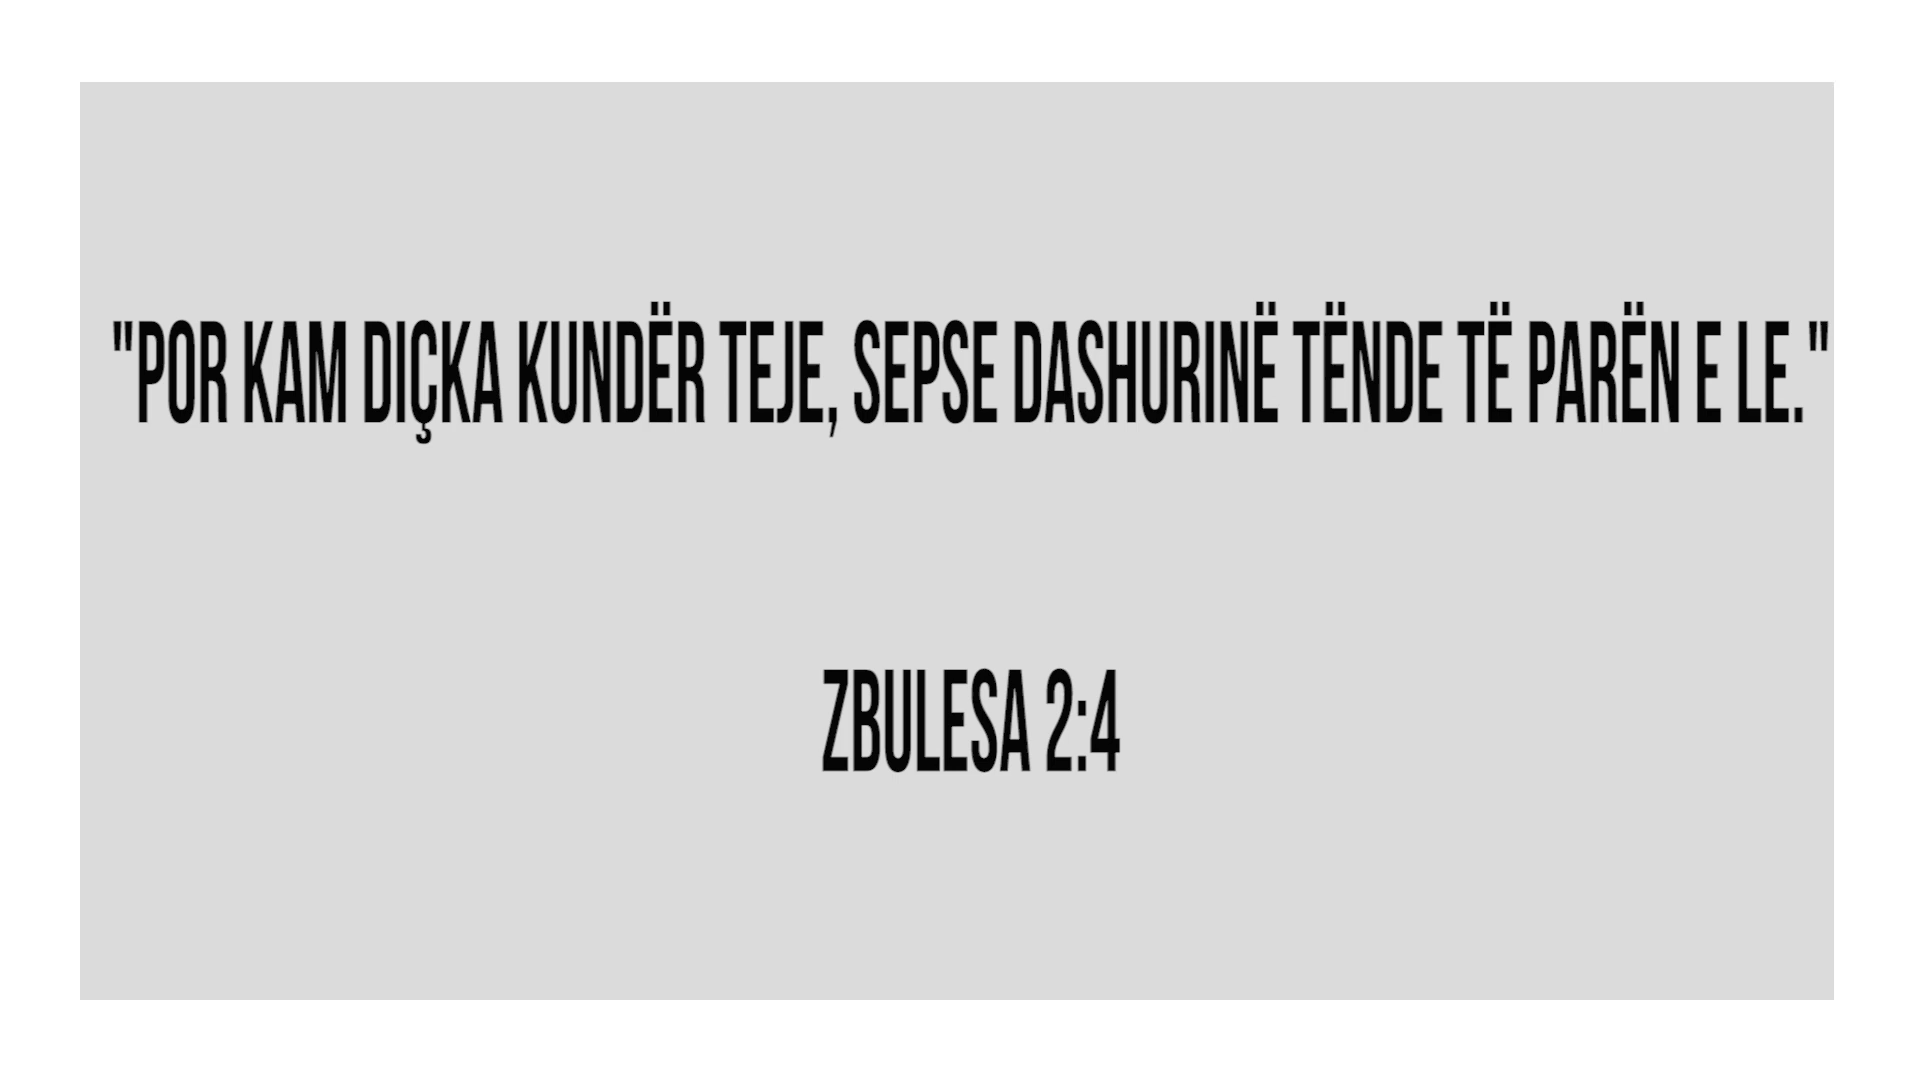 "POR KAM DIÇKA KUNDËR TEJE, SEPSE DASHURINË TËNDE TË PARËN E LE."
ZBULESA 2:4